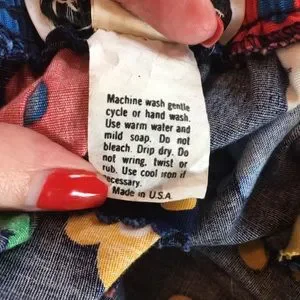 Machine wash gentle
cycle or hand wash.
Use warm water and
mild soap. Do not
bleach. Drip dry. Do
not wring, twist or
rub. Use cool iron if
necessary.
Made in U.S.A.